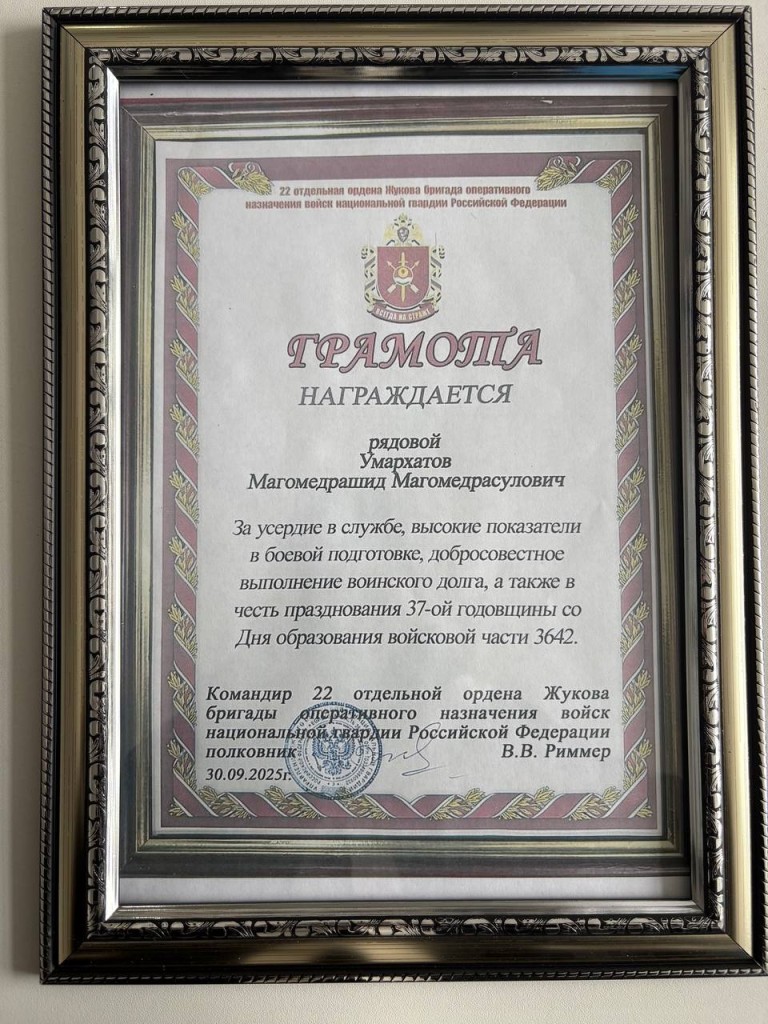 22 отдельная ордена Жукова бригада оперативного
назначения войск национальной гвардии Российской Федерации
ВСЕГДА НА СТРАЖЕ
ГРАМОТА
НАГРАЖДАЕТСЯ
рядовой
Умархатов
Магомедрашид Магомедрасулович
За усердие в службе, высокие показатели
в боевой подготовке, добросовестное
выполнение воинского долга, а также в
честь празднования 37-ой годовщины со
Дня образования войсковой части 3642.
Командир 22 отдельной ордена Жукова
бригады оперативного назначения войск
национальной гвардии Российской Федерации
полковник В.В. Риммер
30.09.2025г.